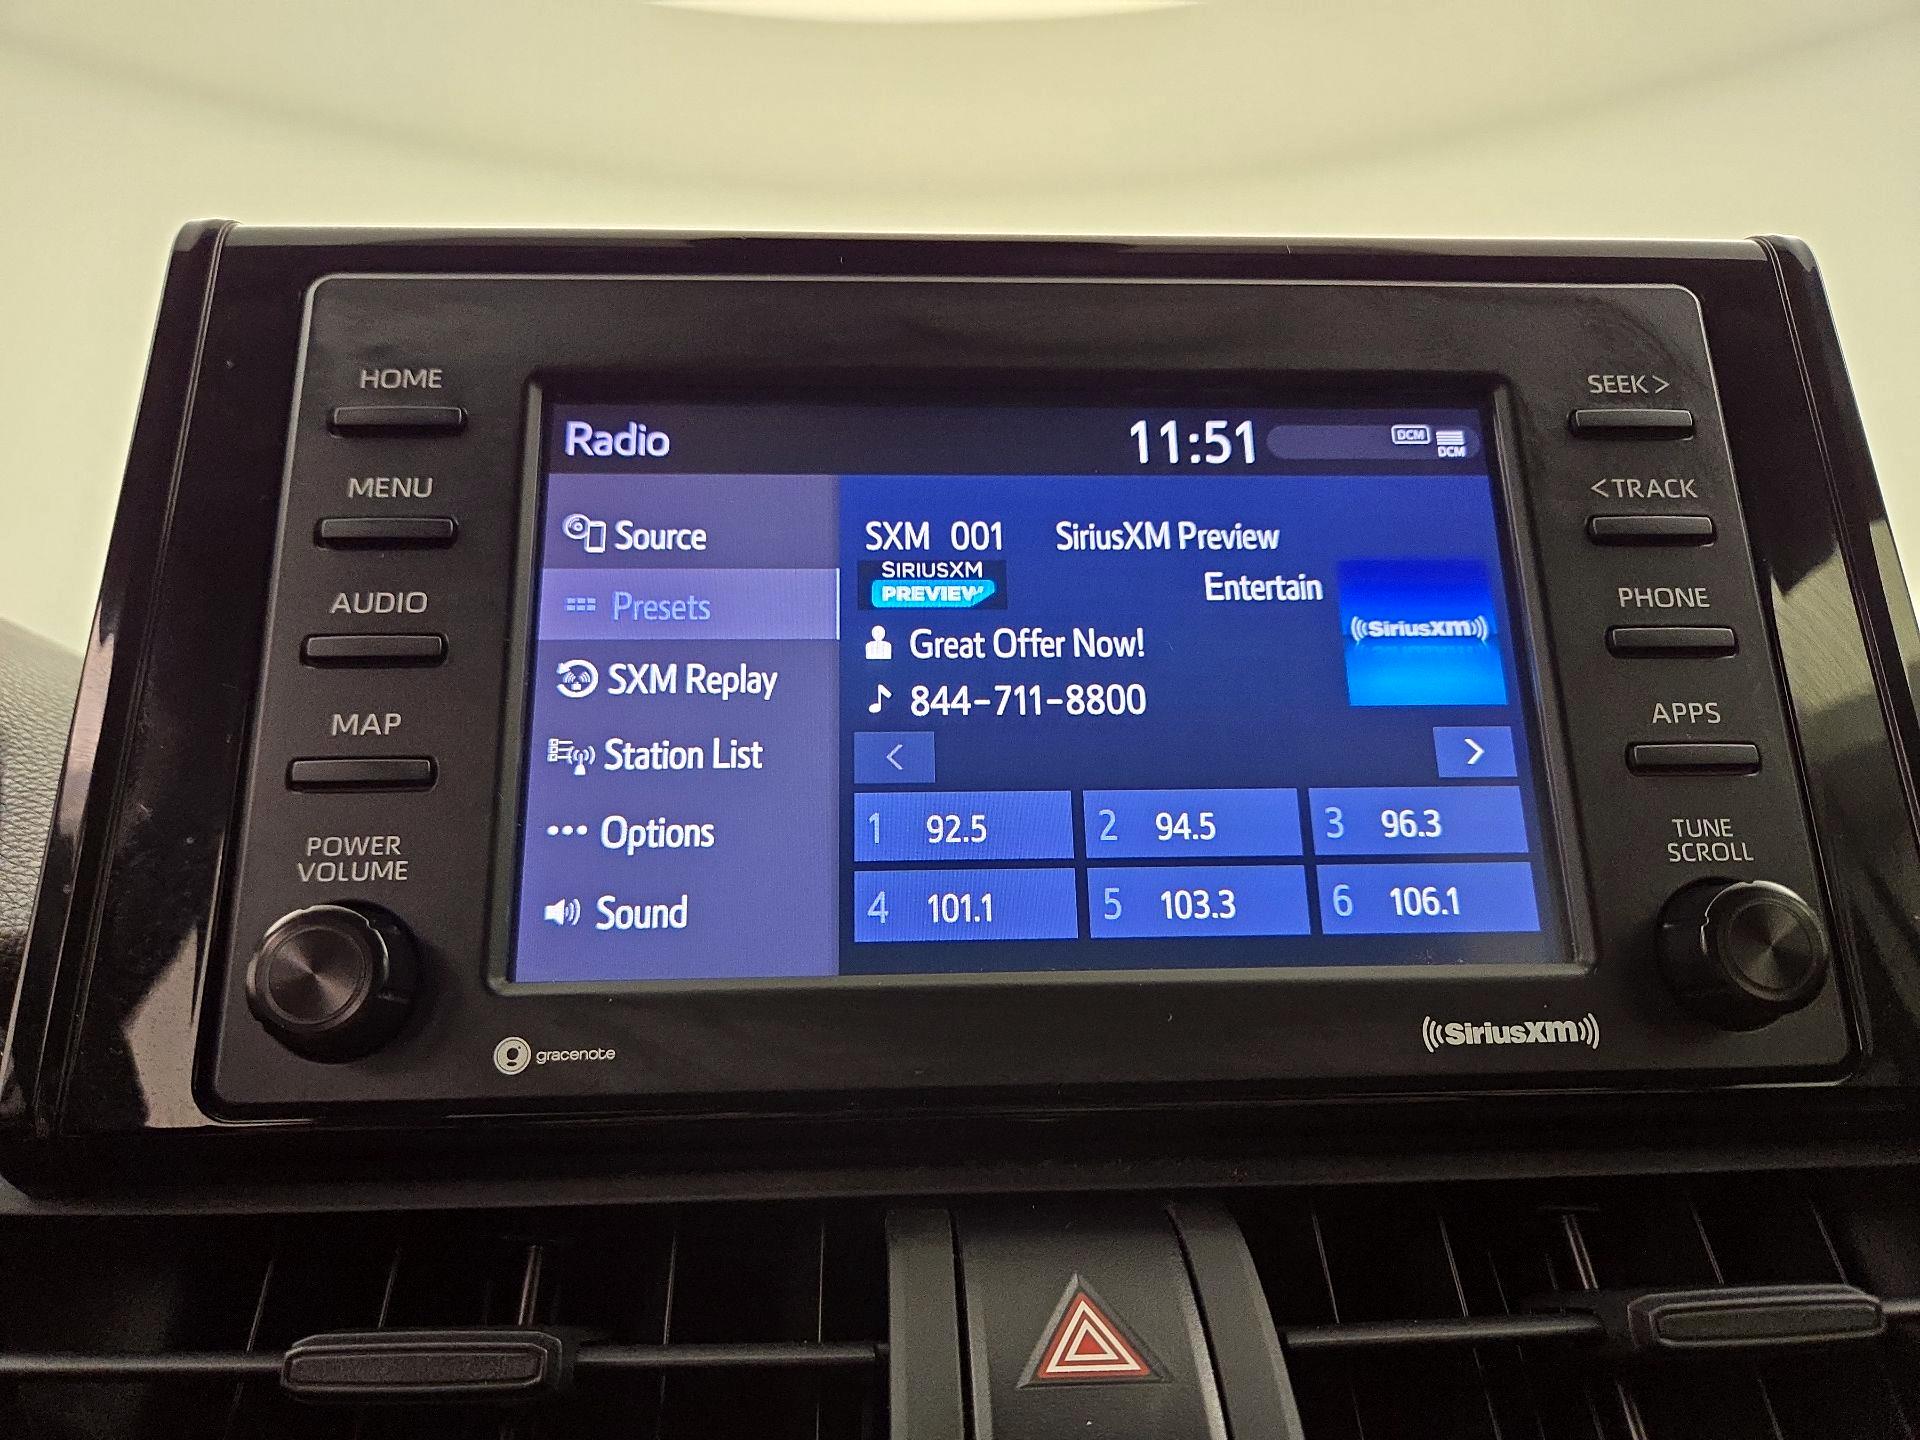 HOME
MENU
AUDIO
MAP
POWER
VOLUME
Radio
11:51
DCM
DCM
Source
Presets
SXM Replay
Station List
Options
Sound
SXM 001 SiriusXM Preview
SIRIUSXM
PREVIEW
Entertain
((SiriusXM))
Great Offer Now!
844-711-8800
<
>
1 92.5
2 94.5
3 96.3
4 101.1
5 103.3
6 106.1
SEEK >
< TRACK
PHONE
APPS
TUNE
SCROLL
gracenote
((SiriusXM))